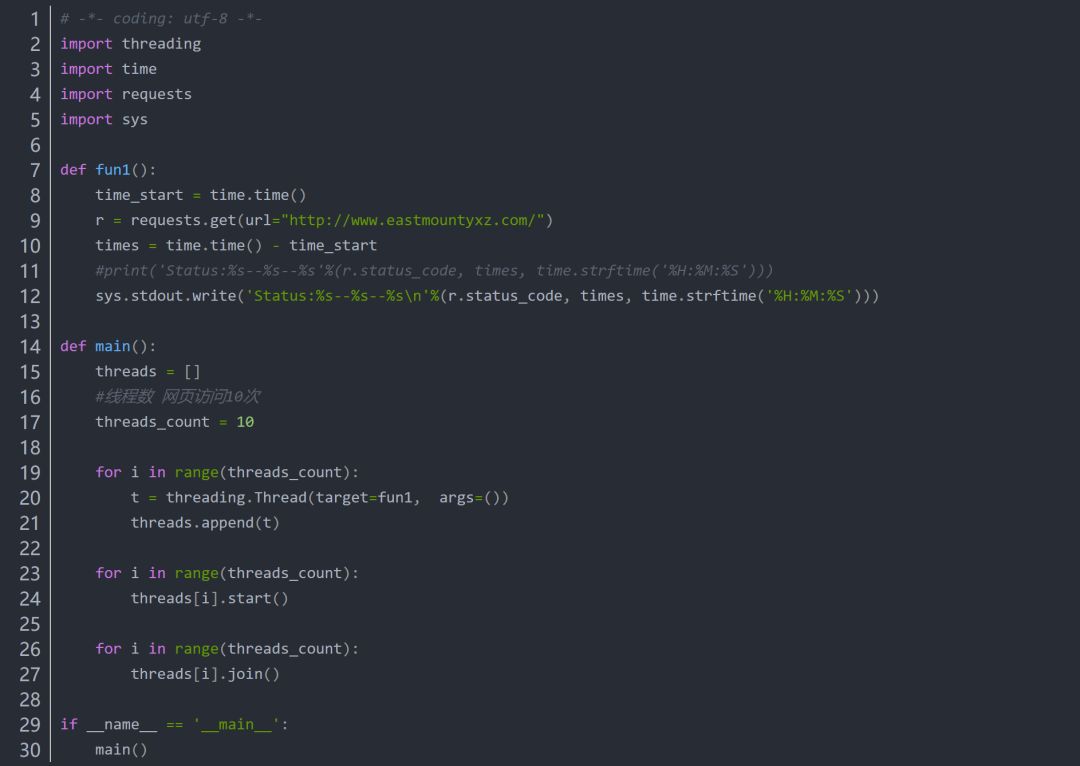 1 # -*- coding: utf-8 -*-
2 import threading
3 import time
4 import requests
5 import sys
6
7 def fun1():
8     time_start = time.time()
9     r = requests.get(url="http://www.eastmountyxz.com/")
10     times = time.time() - time_start
11     #print('Status:%s--%s--%s'%(r.status_code, times, time.strftime('%H:%M:%S')))
12     sys.stdout.write('Status:%s--%s--%s\n'%(r.status_code, times, time.strftime('%H:%M:%S')))
13
14 def main():
15     threads = []
16     #线程数 网页访问10次
17     threads_count = 10
18
19     for i in range(threads_count):
20         t = threading.Thread(target=fun1,  args=())
21         threads.append(t)
22
23     for i in range(threads_count):
24         threads[i].start()
25
26     for i in range(threads_count):
27         threads[i].join()
28
29 if __name__ == '__main__':
30     main()